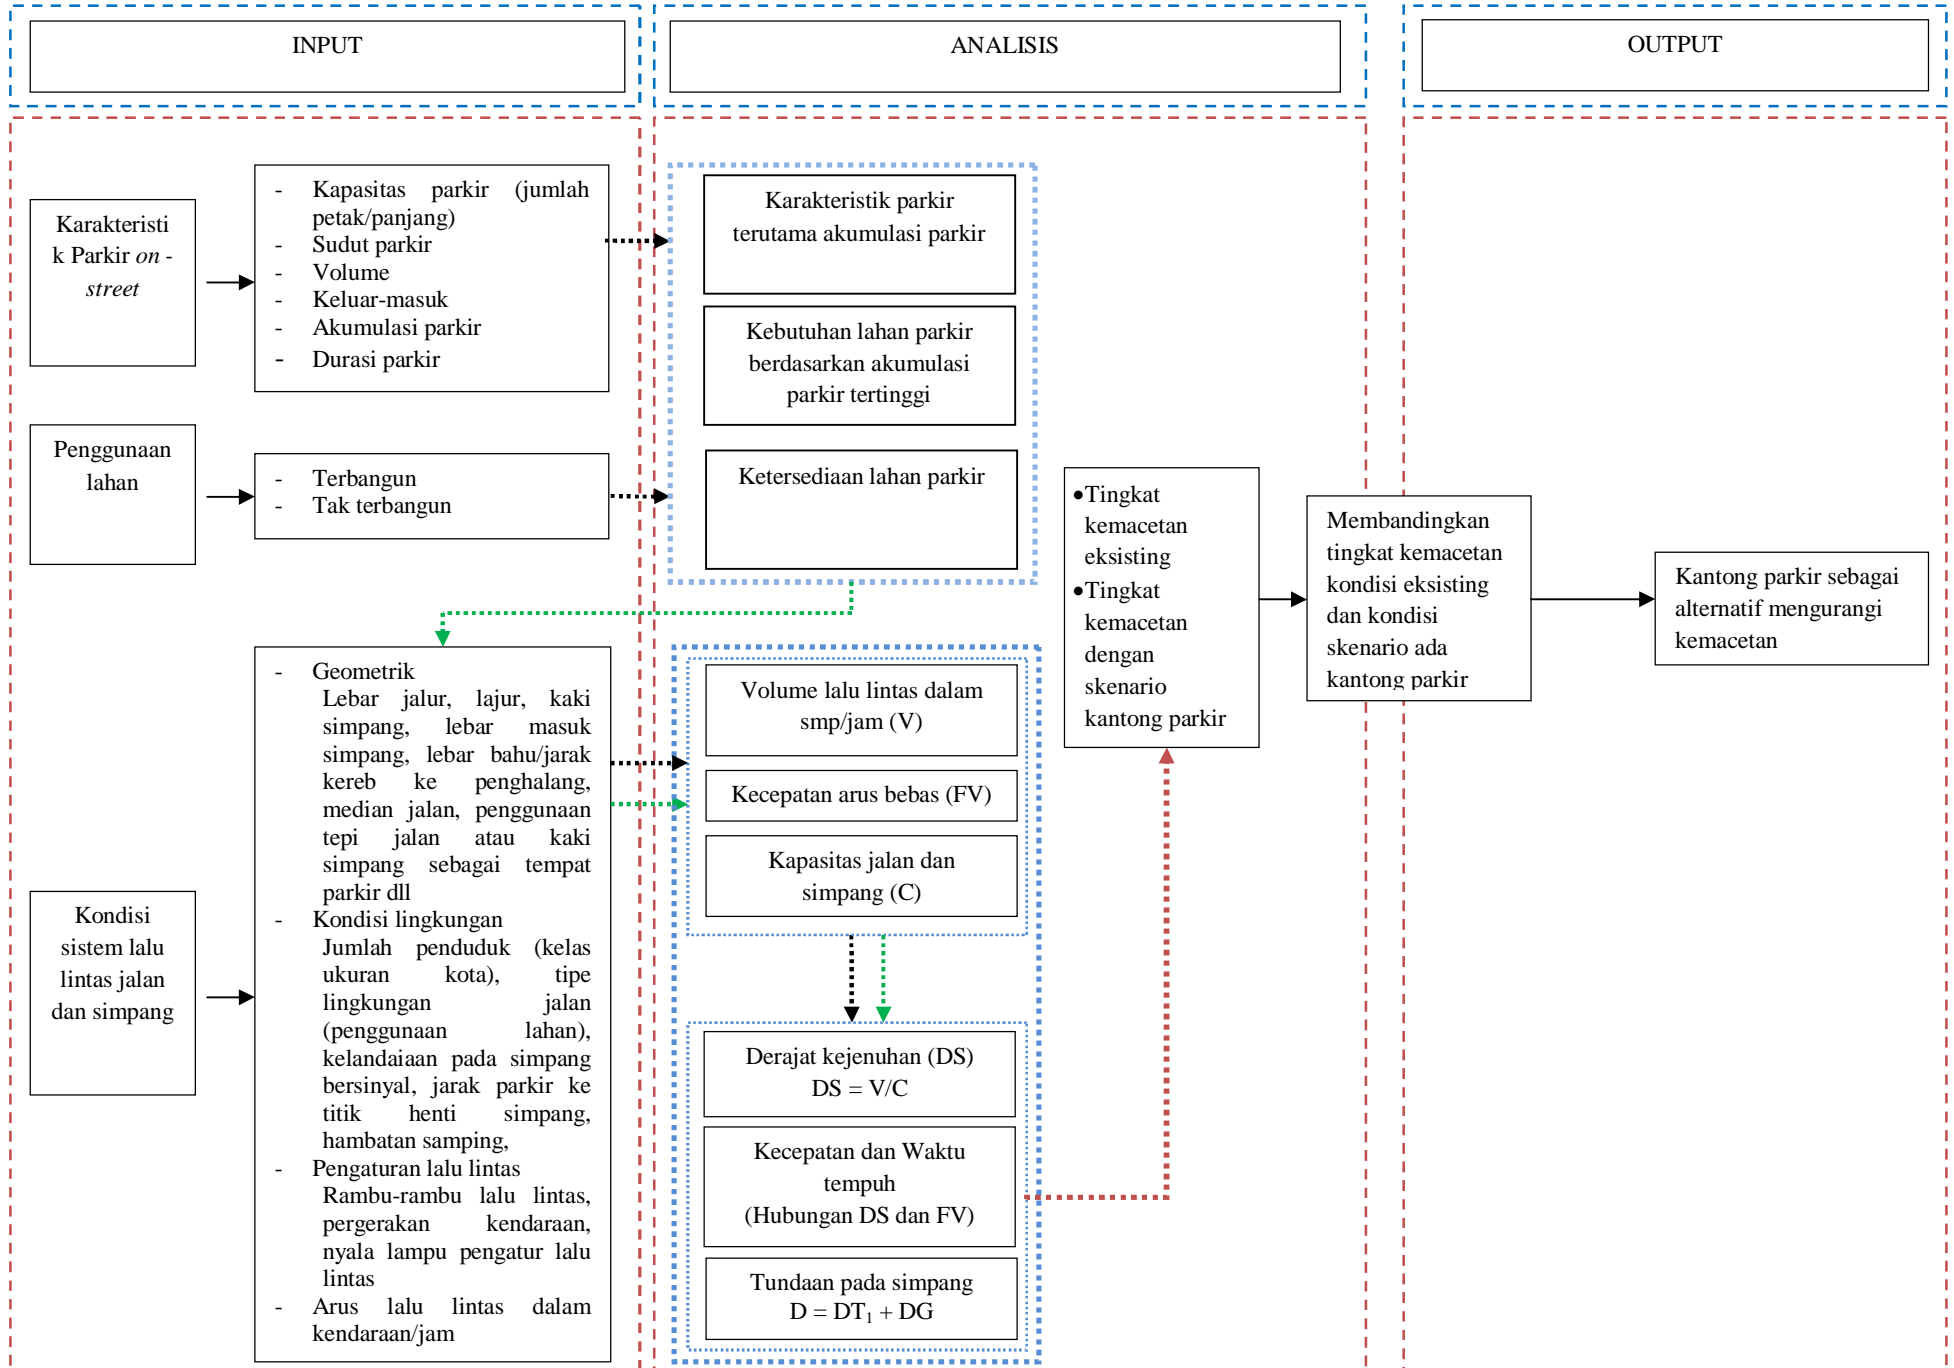 INPUT
ANALISIS
OUTPUT
Karakteristi
k Parkir on -
street
- Kapasitas parkir (jumlah
petak/panjang)
- Sudut parkir
- Volume
- Keluar-masuk
- Akumulasi parkir
- Durasi parkir
Karakteristik parkir
terutama akumulasi parkir
Kebutuhan lahan parkir
berdasarkan akumulasi
parkir tertinggi
Ketersediaan lahan parkir
Penggunaan
lahan
- Terbangun
- Tak terbangun
Kondisi
sistem lalu
lintas jalan
dan simpang
- Geometrik
Lebar jalur, lajur, kaki
simpang, lebar masuk
simpang, lebar bahu/jarak
kereb ke penghalang,
median jalan, penggunaan
tepi jalan atau kaki
simpang sebagai tempat
parkir dll
- Kondisi lingkungan
Jumlah penduduk (kelas
ukuran kota), tipe
lingkungan jalan
(penggunaan lahan),
kelandaiaan pada simpang
bersinyal, jarak parkir ke
titik henti simpang,
hambatan samping,
- Pengaturan lalu lintas
Rambu-rambu lalu lintas,
pergerakan kendaraan,
nyala lampu pengatur lalu
lintas
- Arus lalu lintas dalam
kendaraan/jam
Volume lalu lintas dalam
smp/jam (V)
Kecepatan arus bebas (FV)
Kapasitas jalan dan
simpang (C)
Derajat kejenuhan (DS)
DS = V/C
Kecepatan dan Waktu
tempuh
(Hubungan DS dan FV)
Tundaan pada simpang
D = DT₁ + DG
•Tingkat
kemacetan
eksisting
•Tingkat
kemacetan
dengan
skenario
kantong parkir
Membandingkan
tingkat kemacetan
kondisi eksisting
dan kondisi
skenario ada
kantong parkir
Kantong parkir sebagai
alternatif mengurangi
kemacetan